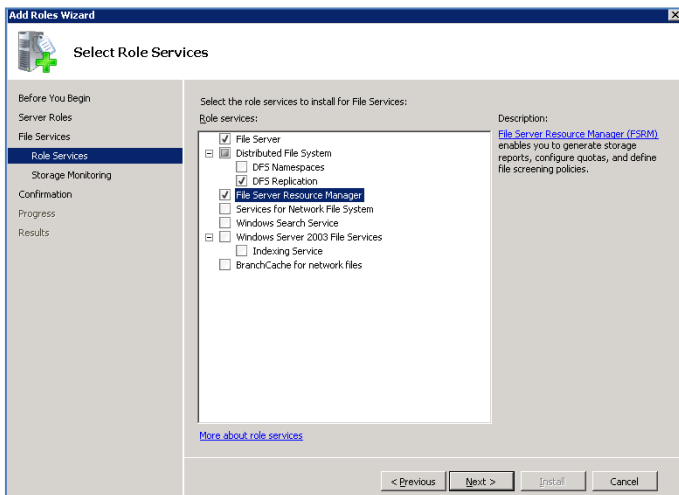 Add Roles Wizard
Select Role Services
Before You Begin
Server Roles
File Services
Role Services
Storage Monitoring
Confirmation
Progress
Results
Select the role services to install for File Services:
Role services:
File Server
Distributed File System
DFS Namespaces
DFS Replication
File Server Resource Manager
Services for Network File System
Windows Search Service
Windows Server 2003 File Services
Indexing Service
BranchCache for network files
Description:
File Server Resource Manager (FSRM)
enables you to generate storage
reports, configure quotas, and define
file screening policies.
More about role services
< Previous
Next >
Install
Cancel